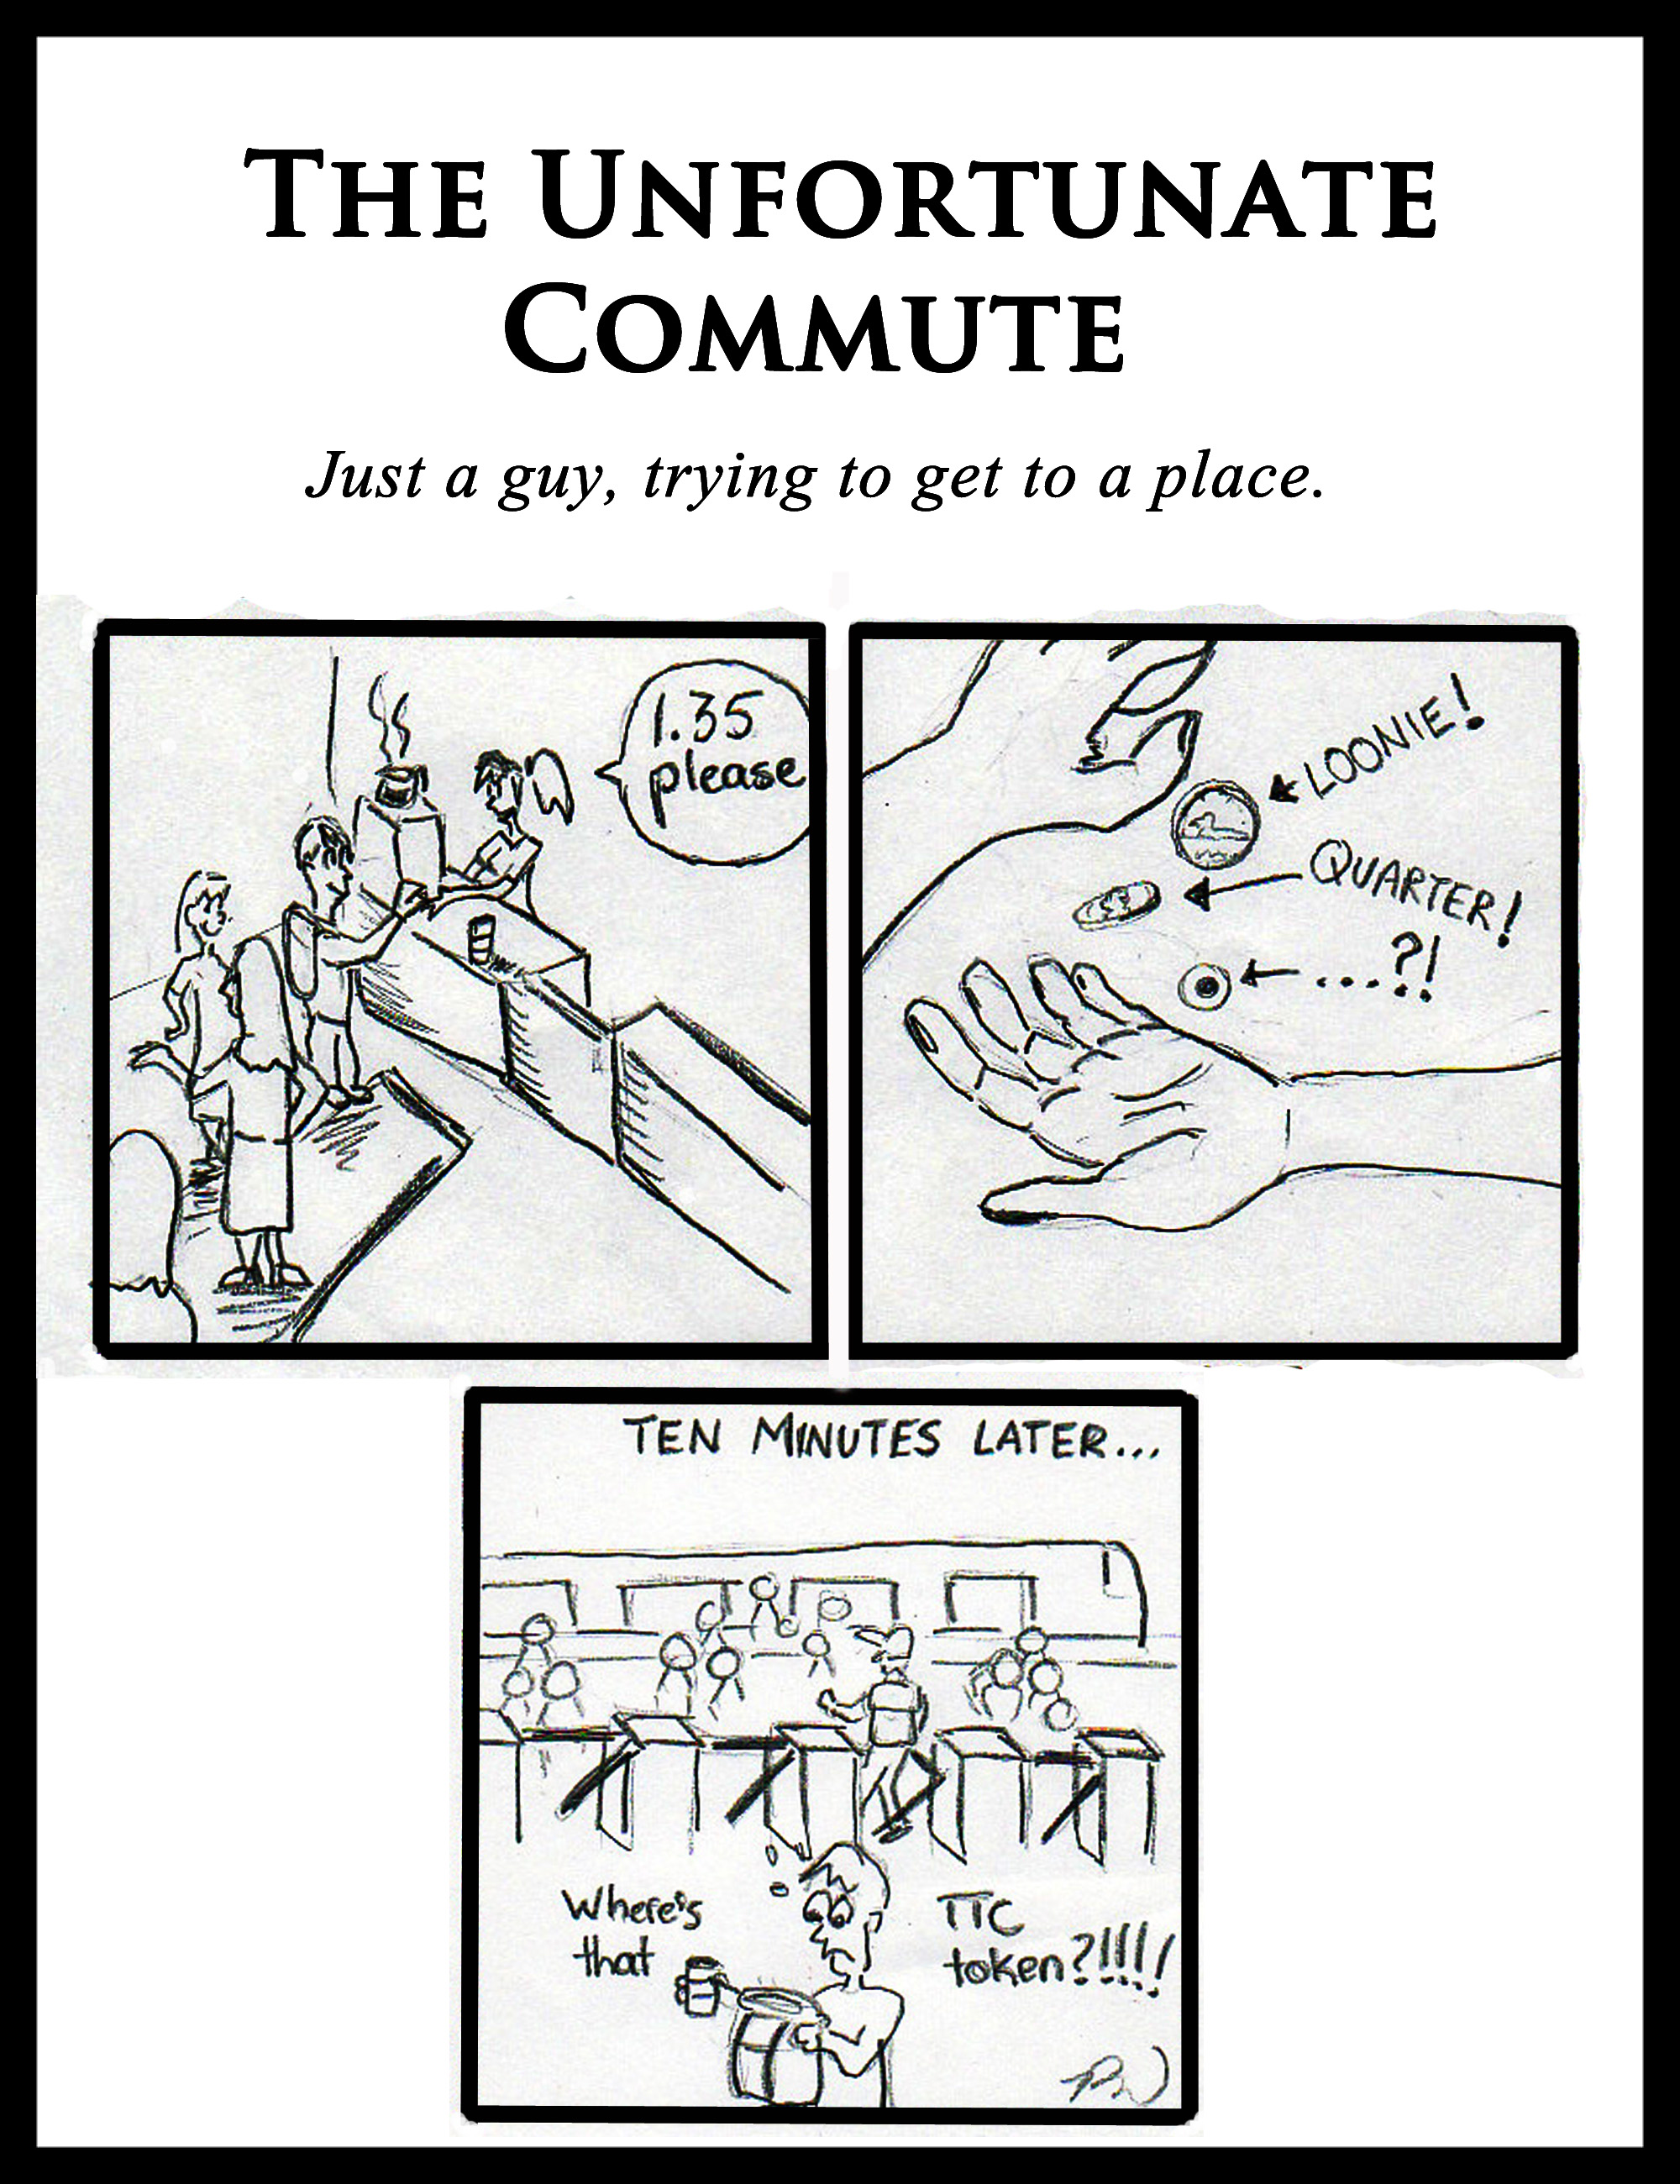 THE UNFORTUNATE
COMMUTE
Just a guy, trying to get to a place.
1.35
please
LOONIE!
QUARTER!
....?!
TEN MINUTES LATER...
Where's
that
TTC
token?!!!!